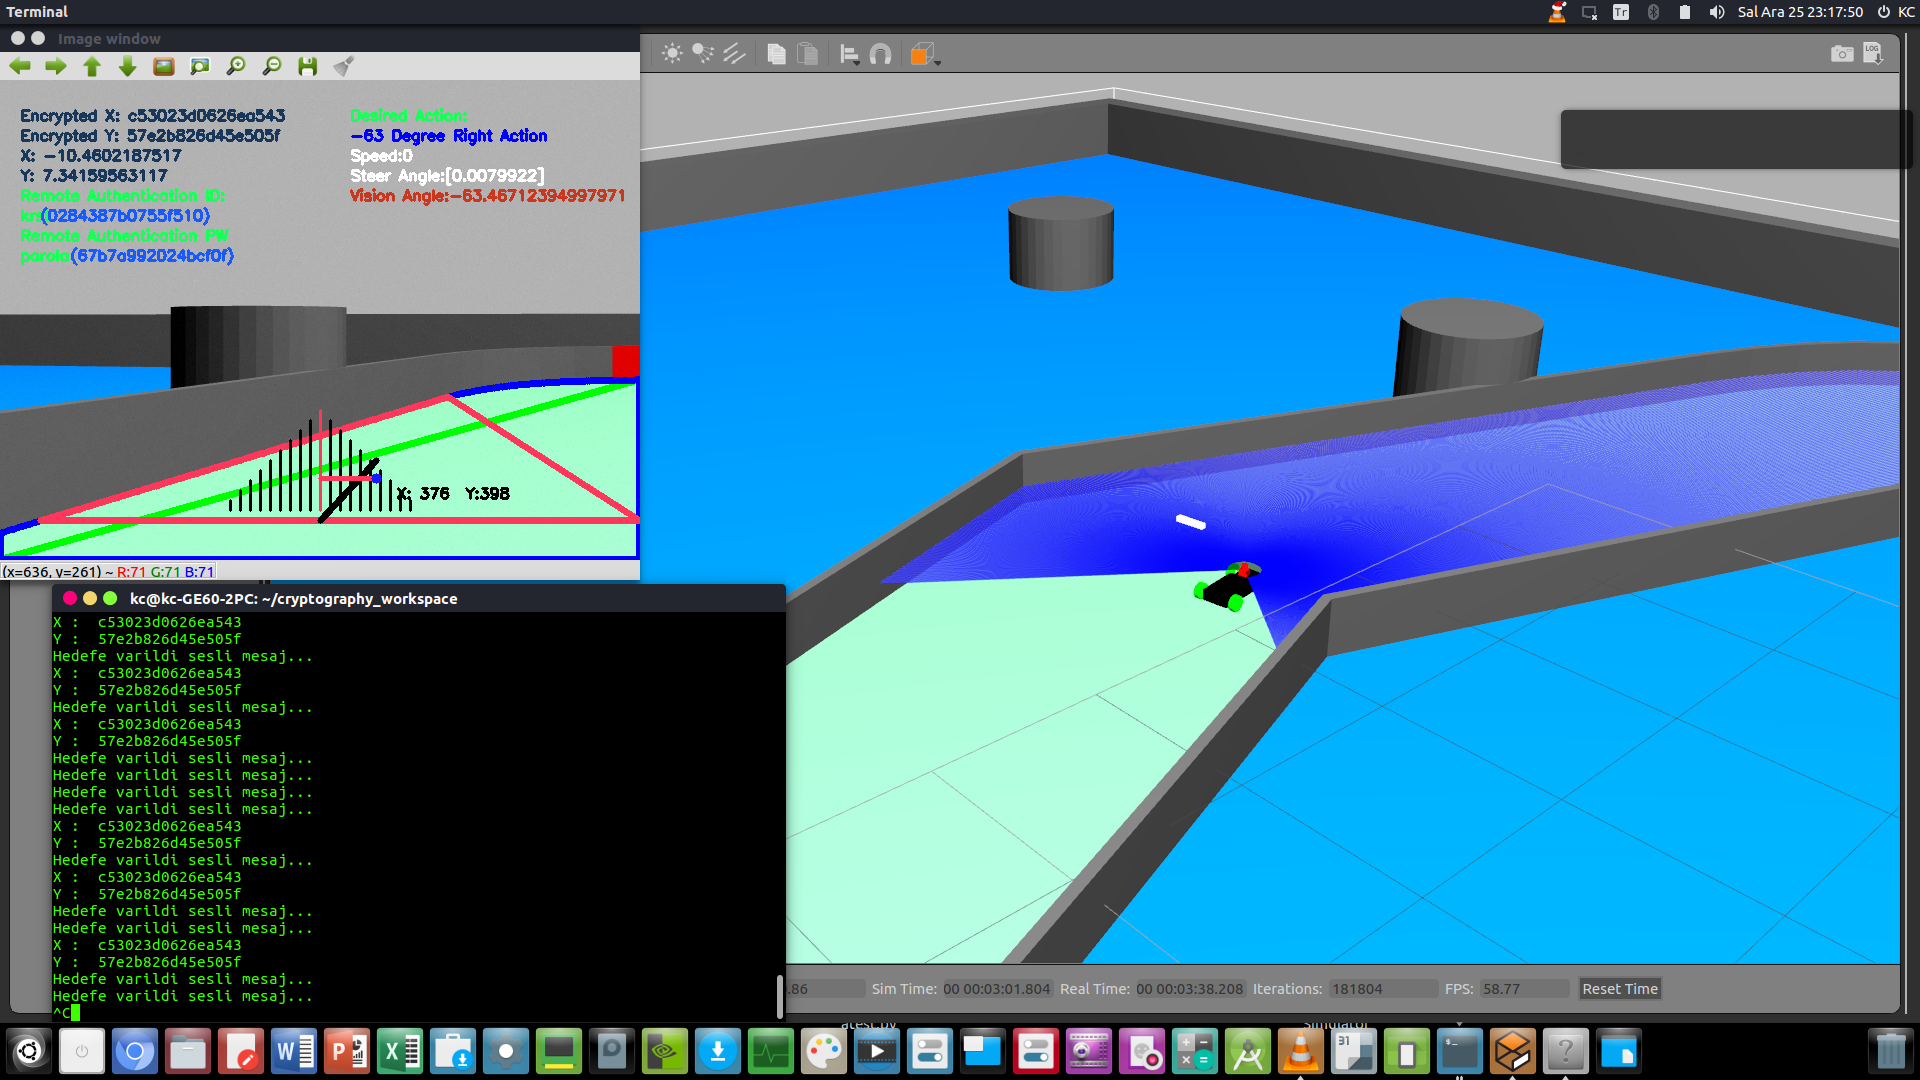 Terminal
Tr
Sal Ara 25 23:17:50
KC
Image window
LOG
Encrypted X: c53023d0626ea543
Encrypted Y: 57e2b826d45e505f
X: -10.4602187517
Y: 7.34159563117
Remote Authentication ID:
(0284387b0755f510)
Remote Authentication PW
parola(67b7a992024bcf0f)
Desired Action:
-63 Degree Right Action
Speed:0
Steer Angle:[0.0079922]
Vision Angle:-63.46712394997971
X: 376 Y:398
(x=636, y=261) ~ R:71 G:71 B:71
kc@kc-GE60-2PC: ~/cryptography_workspace
X : c53023d0626ea543
Y : 57e2b826d45e505f
Hedefe varildi sesli mesaj...
X : c53023d0626ea543
Y : 57e2b826d45e505f
Hedefe varildi sesli mesaj...
X : c53023d0626ea543
Y : 57e2b826d45e505f
Hedefe varildi sesli mesaj...
Hedefe varildi sesli mesaj...
Hedefe varildi sesli mesaj...
Hedefe varildi sesli mesaj...
X : c53023d0626ea543
Y : 57e2b826d45e505f
Hedefe varildi sesli mesaj...
X : c53023d0626ea543
Y : 57e2b826d45e505f
Hedefe varildi sesli mesaj...
Hedefe varildi sesli mesaj...
X : c53023d0626ea543
Y : 57e2b826d45e505f
Hedefe varildi sesli mesaj...
Hedefe varildi sesli mesaj...
^C
.86 Sim Time: 00 00:03:01.804 Real Time: 00 00:03:38.208 Iterations: 181804 FPS: 58.77 Reset Time
atest.py
Simulator
31